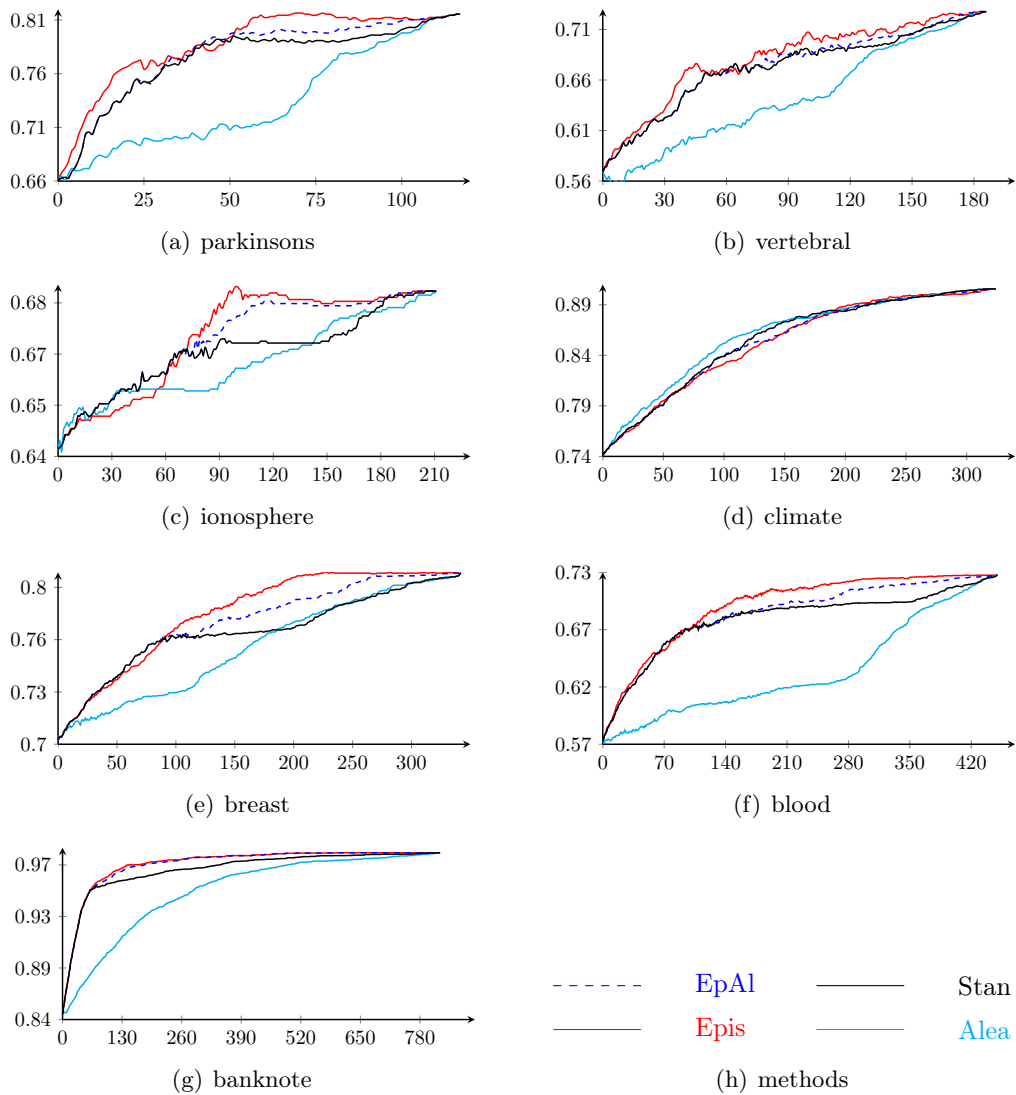 0.81
0.76
0.71
0.66
0 25 50 75 100
(a) parkinsons
0.71
0.66
0.61
0.56
0 30 60 90 120 150 180
(b) vertebral
0.68
0.67
0.65
0.64
0 30 60 90 120 150 180 210
(c) ionosphere
0.89
0.84
0.79
0.74
0 50 100 150 200 250 300
(d) climate
0.8
0.76
0.73
0.7
0 50 100 150 200 250 300
(e) breast
0.73
0.67
0.62
0.57
0 70 140 210 280 350 420
(f) blood
0.97
0.93
0.89
0.84
0 130 260 390 520 650 780
(g) banknote
EpAl Stan
Epis Alea
(h) methods